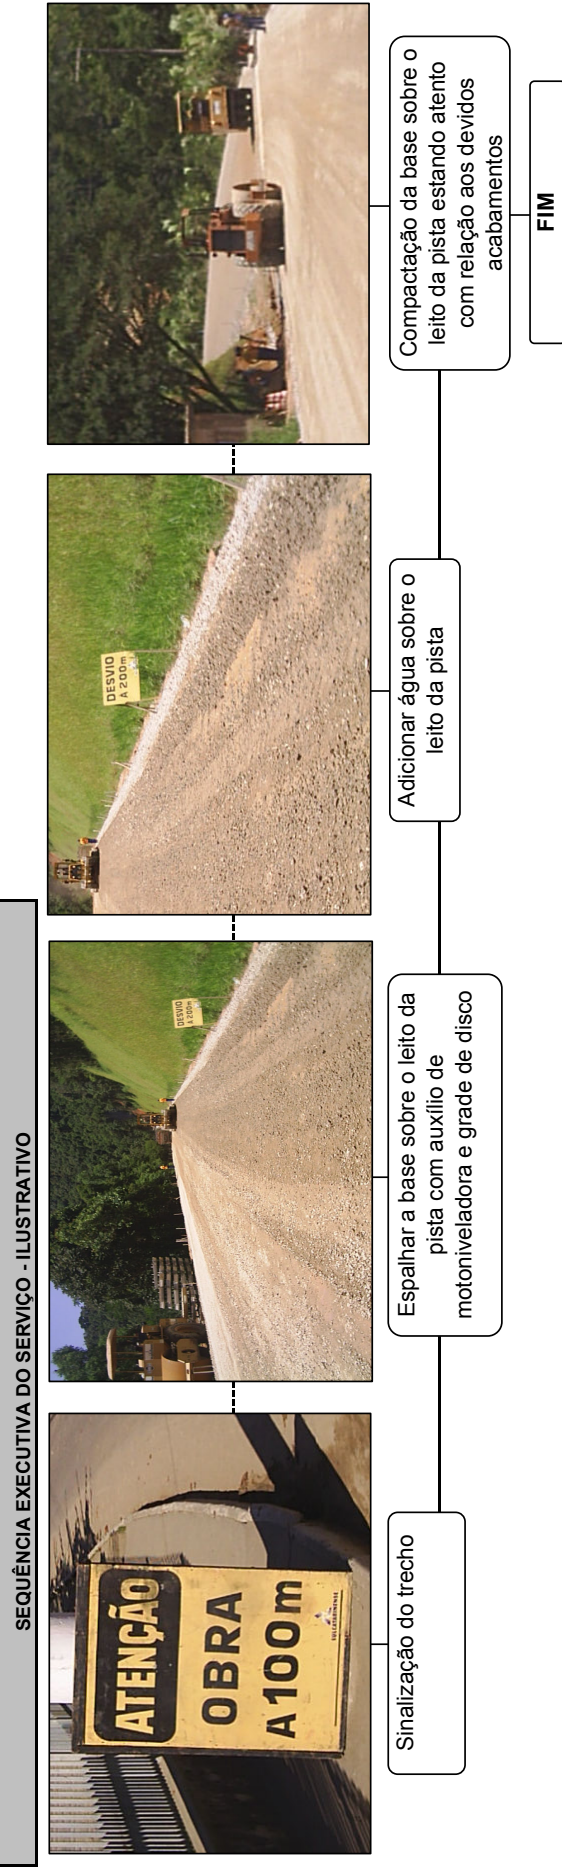 SEQUÊNCIA EXECUTIVA DO SERVIÇO - ILUSTRATIVO
ATENÇÃO
OBRA
A 100m
SULCATARINENSE
DESVIO
A 200m
DESVIO
A 200m
Sinalização do trecho
Espalhar a base sobre o leito da
pista com auxílio de
motoniveladora e grade de disco
Adicionar água sobre o
leito da pista
Compactação da base sobre o
leito da pista estando atento
com relação aos devidos
acabamentos
FIM